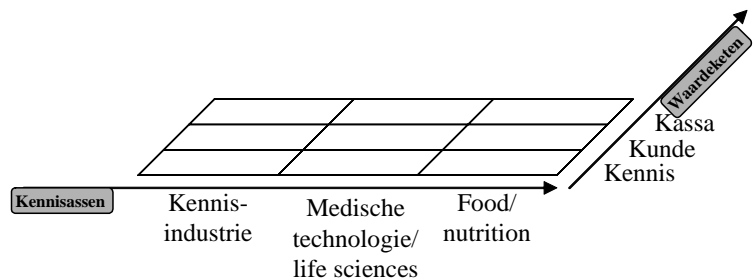 Waardeketen
Kassa
Kunde
Kennis
Kennisassen
Kennis-
industrie
Medische
technologie/
life sciences
Food/
nutrition